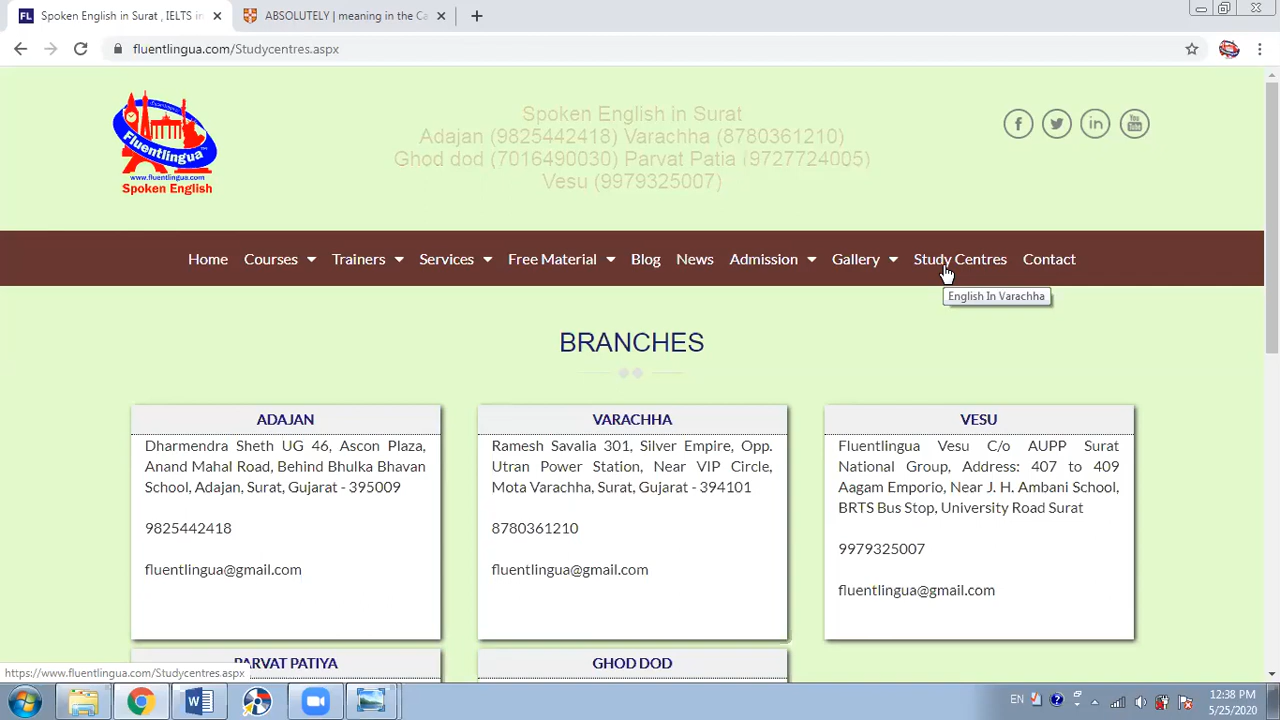 Spoken English in Surat , IELTS in
ABSOLUTELY | meaning in the Ca
fluentlingua.com/Studycentres.aspx
Fluentlingua
www.fluentlingua.com
Spoken English
Spoken English in Surat
Adajan (9825442418) Varachha (8780361210)
Ghod dod (7016490030) Parvat Patia (9727724005)
Vesu (9979325007)
Home Courses Trainers Services Free Material Blog News Admission Gallery Study Centres Contact
English In Varachha
BRANCHES
ADAJAN
Dharmendra Sheth UG 46, Ascon Plaza,
Anand Mahal Road, Behind Bhulka Bhavan
School, Adajan, Surat, Gujarat - 395009
9825442418
fluentlingua@gmail.com
VARACHHA
Ramesh Savalia 301, Silver Empire, Opp.
Utran Power Station, Near VIP Circle,
Mota Varachha, Surat, Gujarat - 394101
8780361210
fluentlingua@gmail.com
VESU
Fluentlingua Vesu C/o AUPP Surat
National Group, Address: 407 to 409
Aagam Emporio, Near J. H. Ambani School,
BRTS Bus Stop, University Road Surat
9979325007
fluentlingua@gmail.com
PARVAT PATIYA
GHOD DOD
https://www.fluentlingua.com/Studycentres.aspx
EN
12:38 PM
5/25/2020